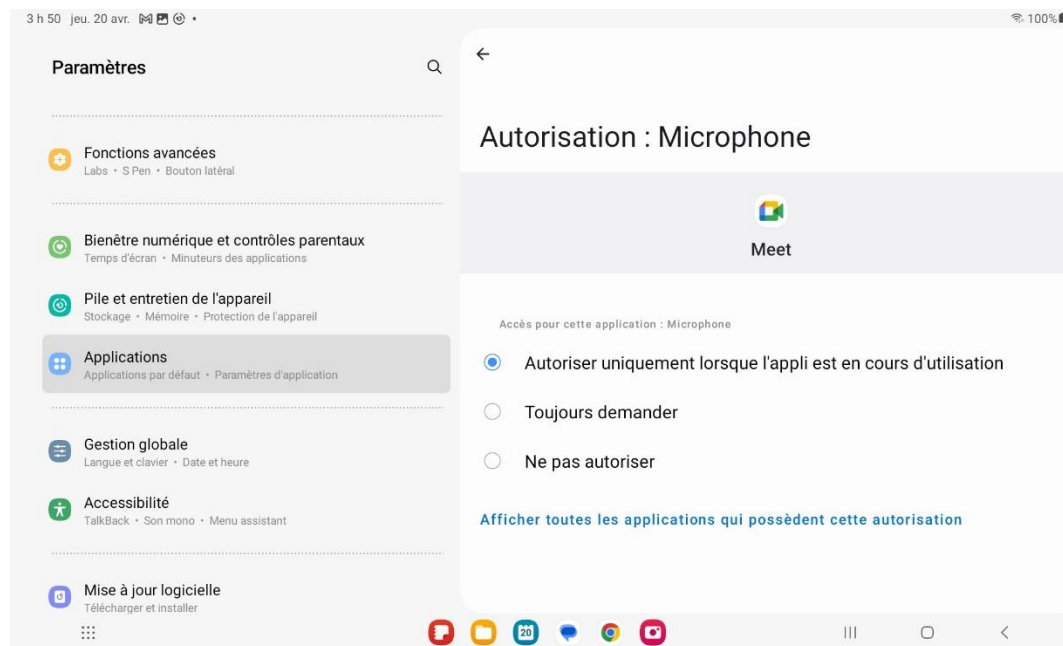 3 h 50 jeu. 20 avr.
100%
Paramètres
Fonctions avancées
Labs • S Pen • Bouton latéral
Bienêtre numérique et contrôles parentaux
Temps d'écran • Minuteurs des applications
Pile et entretien de l'appareil
Stockage • Mémoire • Protection de l'appareil
Applications
Applications par défaut • Paramètres d'application
Gestion globale
Langue et clavier • Date et heure
Accessibilité
TalkBack • Son mono • Menu assistant
Mise à jour logicielle
Télécharger et installer
Autorisation : Microphone
Meet
Accès pour cette application : Microphone
Autoriser uniquement lorsque l'appli est en cours d'utilisation
Toujours demander
Ne pas autoriser
Afficher toutes les applications qui possèdent cette autorisation
20